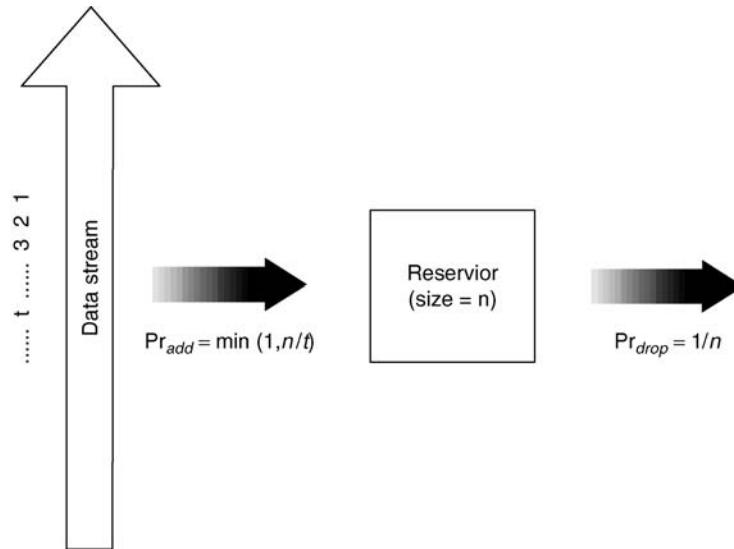 ...... t ...... 3 2 1
Data stream
Pr_add = min (1,n/t)
Reservior
(size = n)
Pr_drop = 1/n